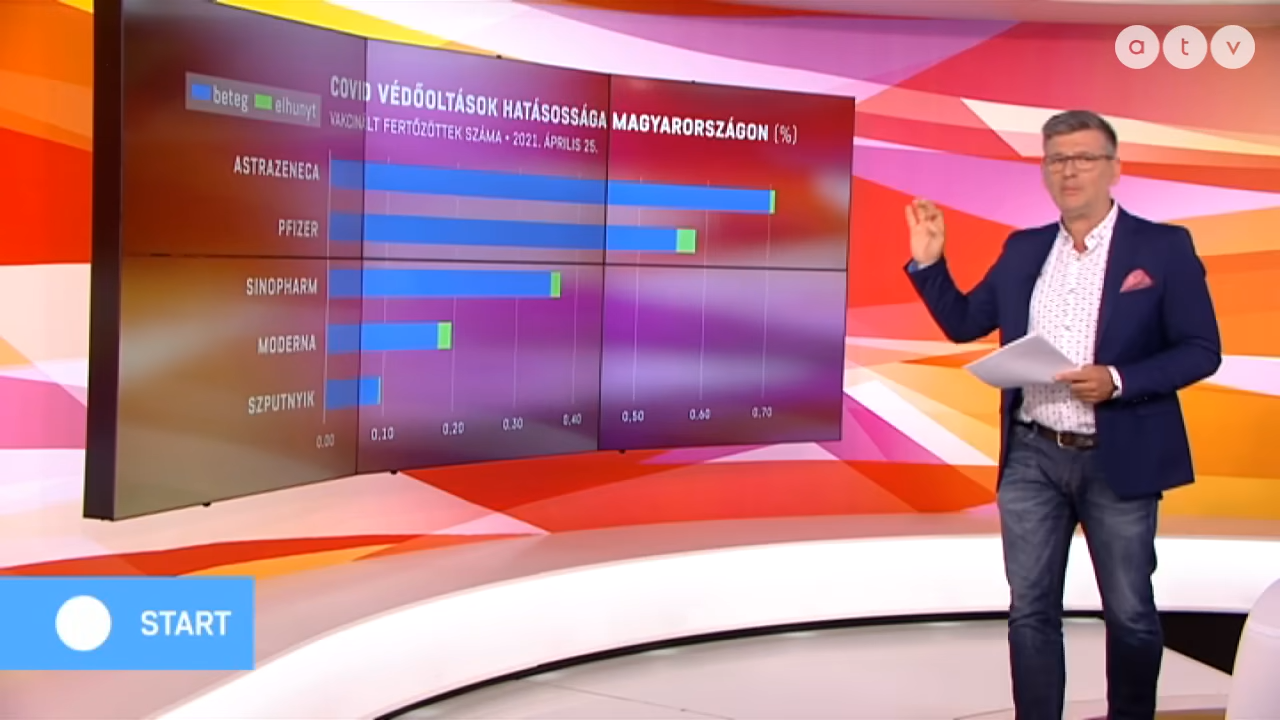 atv
beteg elhunyt
COVID VÉDŐOLTÁSOK HATÁSOSSÁGA MAGYARORSZÁGON (%)
VAKCINÁLT FERTŐZÖTTEK SZÁMA • 2021. ÁPRILIS 25.
ASTRAZENECA
PFIZER
SINOPHARM
MODERNA
SZPUTNYIK
0,00 0,10 0,20 0,30 0,40 0,50 0,60 0,70
START